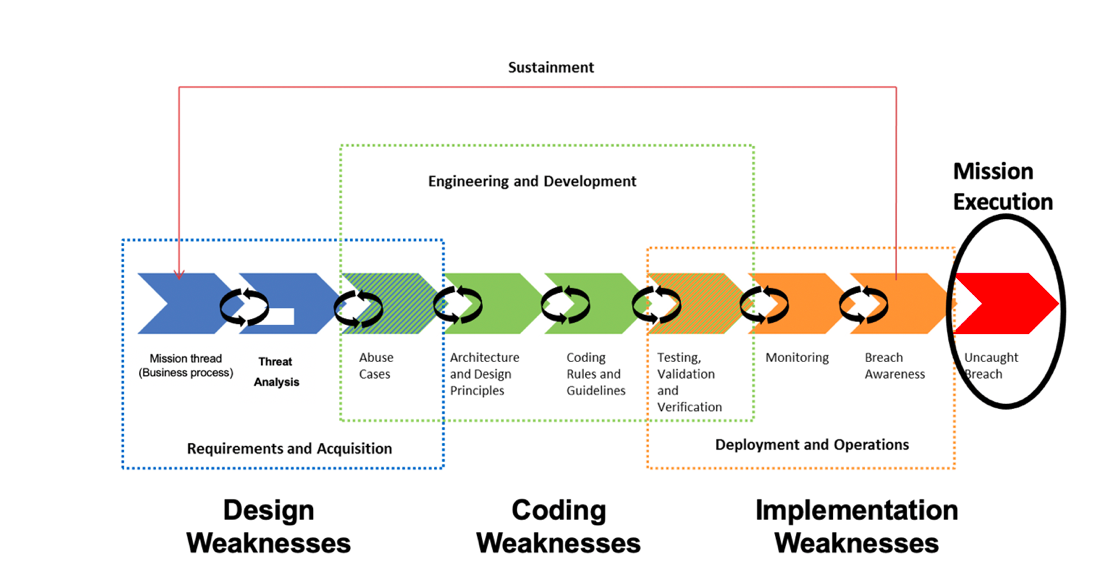 Sustainment
Engineering and Development
Mission
Execution
Mission thread
(Business process)
Threat
Analysis
Abuse
Cases
Architecture
and Design
Principles
Coding
Rules and
Guidelines
Testing,
Validation
and
Verification
Monitoring
Breach
Awareness
Uncaught
Breach
Requirements and Acquisition
Deployment and Operations
Design
Weaknesses
Coding
Weaknesses
Implementation
Weaknesses